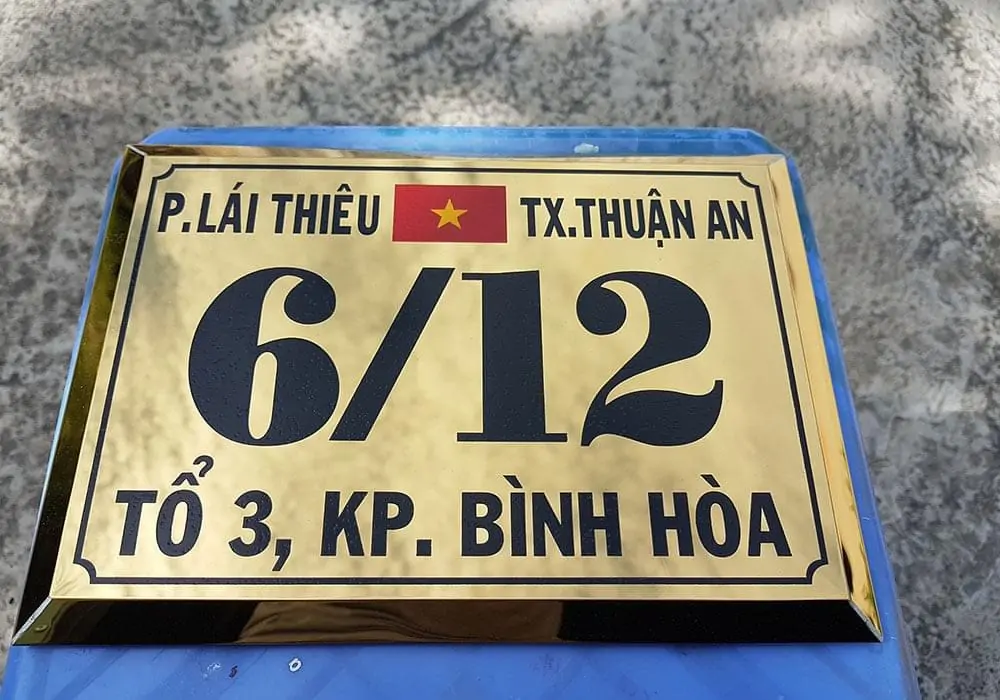 P.LÁI THIÊU TX.THUẬN AN
6/12
TỔ 3, KP. BÌNH HÒA